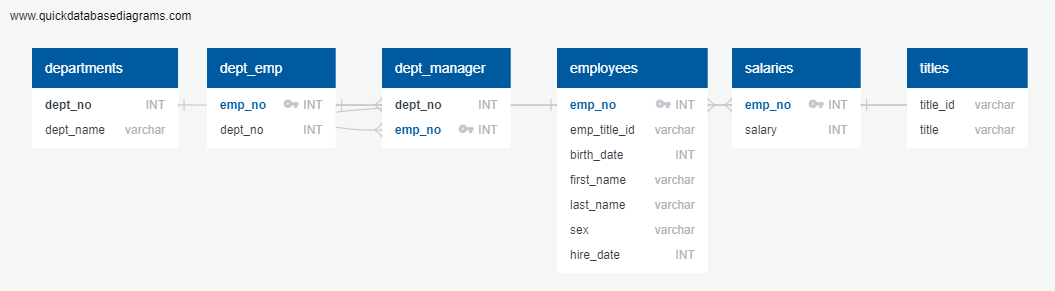 www.quickdatabasediagrams.com
departments
dept_no INT
dept_name varchar
dept_emp
emp_no INT
dept_no INT
dept_manager
dept_no INT
emp_no INT
employees
emp_no INT
emp_title_id varchar
birth_date INT
first_name varchar
last_name varchar
sex varchar
hire_date INT
salaries
emp_no INT
salary INT
titles
title_id varchar
title varchar